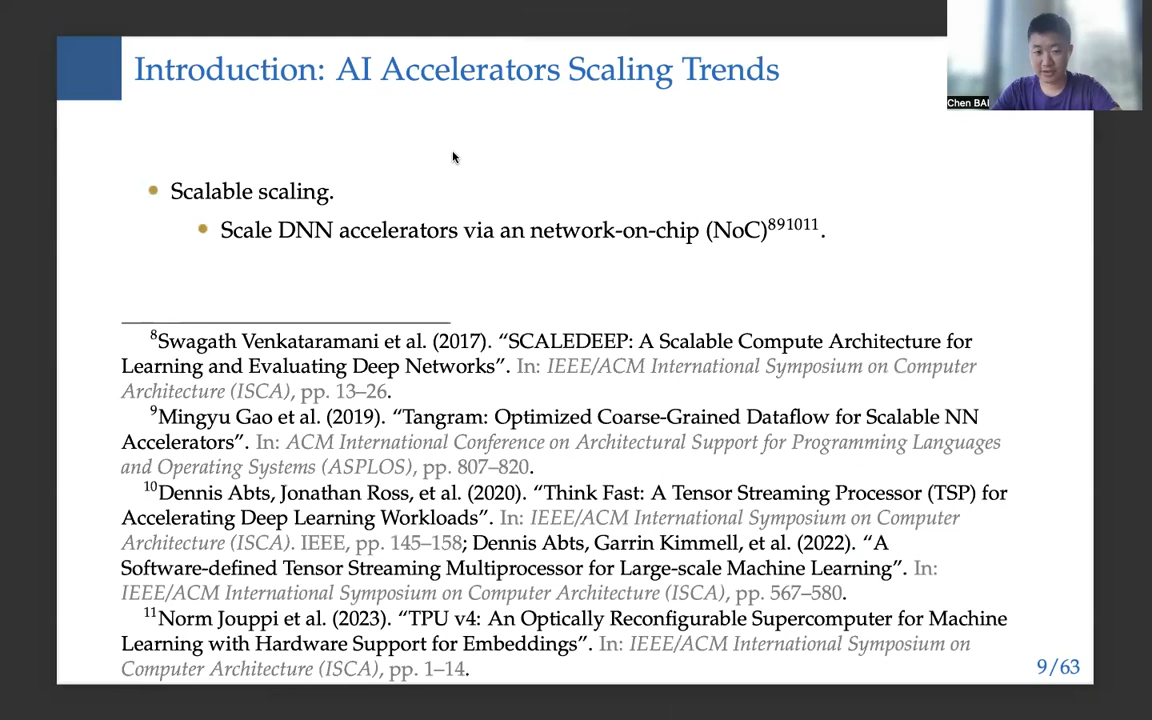 Introduction: AI Accelerators Scaling Trends
Chen BAI
• Scalable scaling.
• Scale DNN accelerators via an network-on-chip (NoC)⁸⁹¹⁰¹¹.
⁸Swagath Venkataramani et al. (2017). “SCALEDEEP: A Scalable Compute Architecture for
Learning and Evaluating Deep Networks”. In: IEEE/ACM International Symposium on Computer
Architecture (ISCA), pp. 13–26.
⁹Mingyu Gao et al. (2019). “Tangram: Optimized Coarse-Grained Dataflow for Scalable NN
Accelerators”. In: ACM International Conference on Architectural Support for Programming Languages
and Operating Systems (ASPLOS), pp. 807–820.
¹⁰Dennis Abts, Jonathan Ross, et al. (2020). “Think Fast: A Tensor Streaming Processor (TSP) for
Accelerating Deep Learning Workloads”. In: IEEE/ACM International Symposium on Computer
Architecture (ISCA). IEEE, pp. 145–158; Dennis Abts, Garrin Kimmell, et al. (2022). “A
Software-defined Tensor Streaming Multiprocessor for Large-scale Machine Learning”. In:
IEEE/ACM International Symposium on Computer Architecture (ISCA), pp. 567–580.
¹¹Norm Jouppi et al. (2023). “TPU v4: An Optically Reconfigurable Supercomputer for Machine
Learning with Hardware Support for Embeddings”. In: IEEE/ACM International Symposium on
Computer Architecture (ISCA), pp. 1–14.
9/63